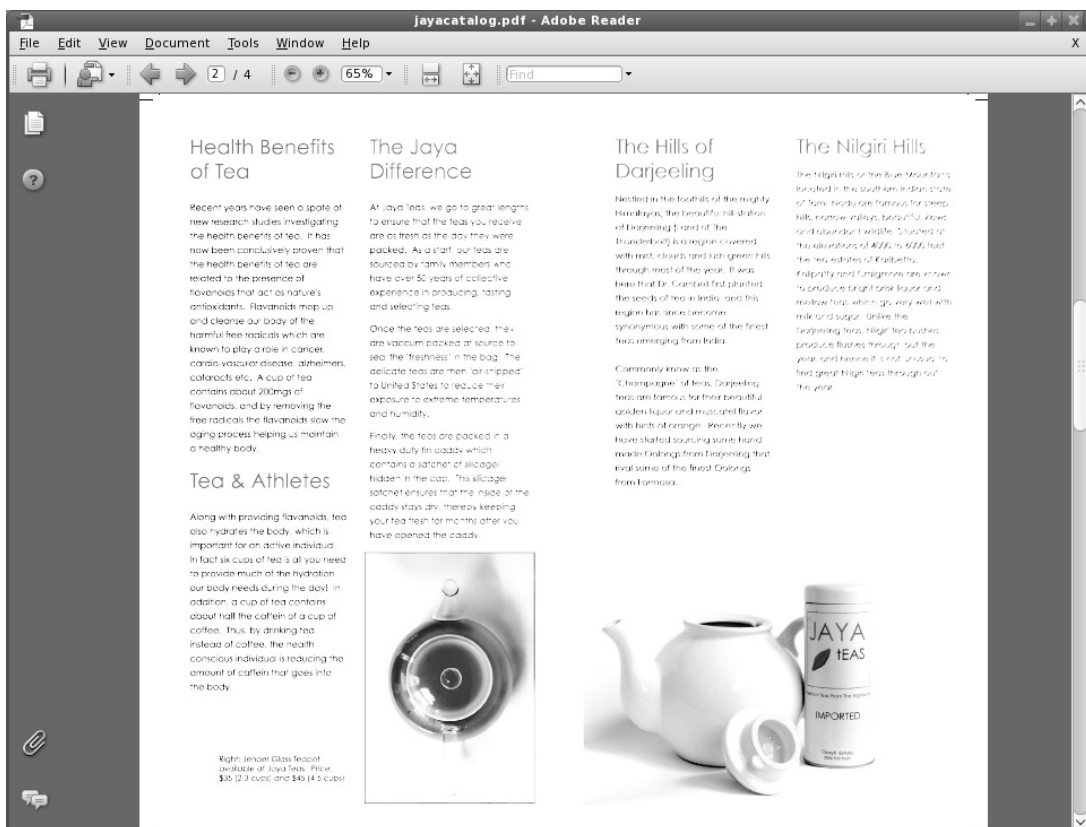 jayacatalog.pdf - Adobe Reader
File Edit View Document Tools Window Help
X
2 / 4
65%
Find
Health Benefits
of Tea
Recent years have seen a spate of
new research studies investigating
the health benefits of tea. It has
now been conclusively proven that
the health benefits of tea are
related to the presence of
flavanoids that act as nature's
antioxidants. Flavanoids mop up
and cleanse our body of the
harmful free radicals which are
known to play a role in cancer,
cardio-vascular disease, alzheimers,
cataracts etc. A cup of tea
contains about 200mgs of
flavanoids, and by removing the
free radicals the flavanoids slow the
aging process helping us maintain
a healthy body.
Tea & Athletes
Along with providing flavanoids, tea
also hydrates the body, which is
important for an active individual.
In fact six cups of tea is all you need
to provide much of the hydration
our body needs during the day! In
addition, a cup of tea contains
about half the caffein of a cup of
coffee. Thus, by drinking tea
instead of coffee, the health
conscious individual is reducing the
amount of caffein that goes into
the body.
Right: Jenaer Glass Teapot
available at Jaya Teas. Price:
$35 (2-3 cups) and $45 (4-5 cups)
The Jaya
Difference
At Jaya Teas, we go to great lengths
to ensure that the teas you receive
are as fresh as the day they were
packed. As a start, our teas are
sourced by family members who
have over 50 years of collective
experience in producing, tasting
and selecting teas.
Once the teas are selected, they
are vaccum packed at source to
seal the "freshness" in the bag. The
delicate teas are then "air-shipped"
to United States to reduce their
exposure to extreme temperatures
and humidity.
Finally, the teas are packed in a
heavy duty tin caddy which
contains a satchet of silicagel
hidden in the cap. This silicagel
satchet ensures that the inside of the
caddy stays dry, thereby keeping
your tea fresh for months after you
have opened the caddy.
The Hills of
Darjeeling
Nestled in the foothills of the mighty
Himalayas, the beautiful hill-station
of Darjeeling (Land of The
Thunderbolt) is a region covered
with mist, clouds and lush green hills
through most of the year. It was
here that Dr. Cambel first planted
the seeds of tea in India, and this
region has since become
synonymous with some of the finest
teas emerging from India.
Commonly know as the
"Champagne" of teas, Darjeeling
teas are famous for their beautiful
golden liquor and muscatel flavor
with hints of orange. Recently we
have started sourcing some hand
made Oolongs from Darjeeling that
rival some of the finest Oolongs
from Formosa.
The Nilgiri Hills
The Nilgiri Hills or the Blue Mountains
located in the southern Indian state
of Tamil Nadu are famous for steep
hills, narrow valleys, beautiful views
and abundant wildlife. Situated at
the elevations of 4000 to 6000 feet
the tea estates of Koribetta,
Kalipatty and Craigmore are known
to produce bright brisk liquor and
mellow teas which go very well with
milk and sugar. Unlike the
Darjeeling teas, Nilgiri tea bushes
produce flushes through out the
year and hence it is not unusual to
find great Nilgiri teas through out
the year.
JAYA
tEAS
IMPORTED